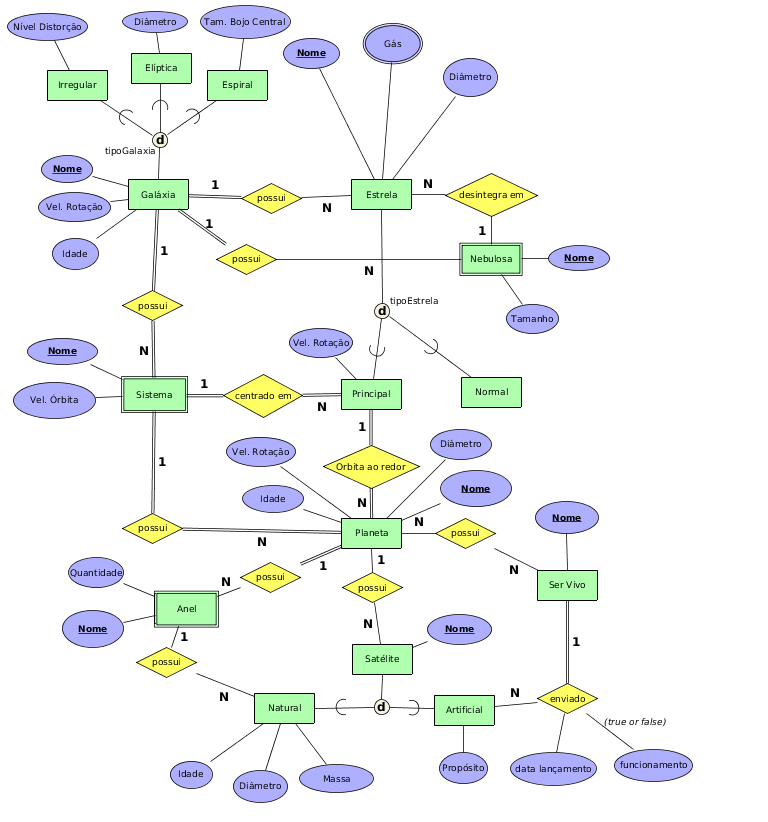 Nível Distorção
Diâmetro
Tam. Bojo Central
Gás
Nome
Elíptica
Diâmetro
Irregular
Espiral
d
tipoGalaxia
Nome
1
N
Galáxia
possui
Estrela
desintegra em
Vel. Rotação
N
1
1
Idade
1
possui
Nebulosa
Nome
N
possui
tipoEstrela
d
Tamanho
Vel. Rotação
Nome
N
1
Sistema
centrado em
Principal
Normal
Vel. Órbita
N
1
Diâmetro
Vel. Rotação
1
Orbita ao redor
Nome
Idade
N
Nome
N
possui
Planeta
possui
N
1
1
N
Quantidade
N
possui
possui
Ser Vivo
Anel
Nome
N
Nome
1
1
possui
Satélite
N
N
enviado
Natural
d
Artificial
(true or false)
Idade
Massa
Propósito
data lançamento
funcionamento
Diâmetro